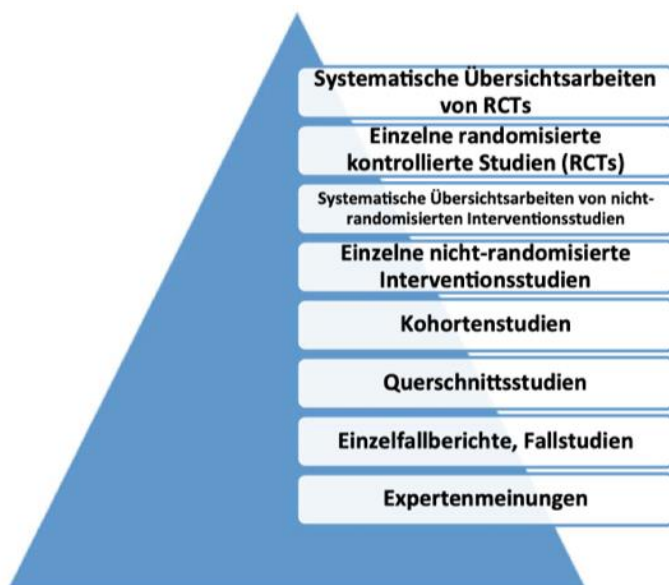 Systematische Übersichtsarbeiten
von RCTs
Einzelne randomisierte
kontrollierte Studien (RCTs)
Systematische Übersichtsarbeiten von nicht-
randomisierten Interventionsstudien
Einzelne nicht-randomisierte
Interventionsstudien
Kohortenstudien
Querschnittsstudien
Einzelfallberichte, Fallstudien
Expertenmeinungen